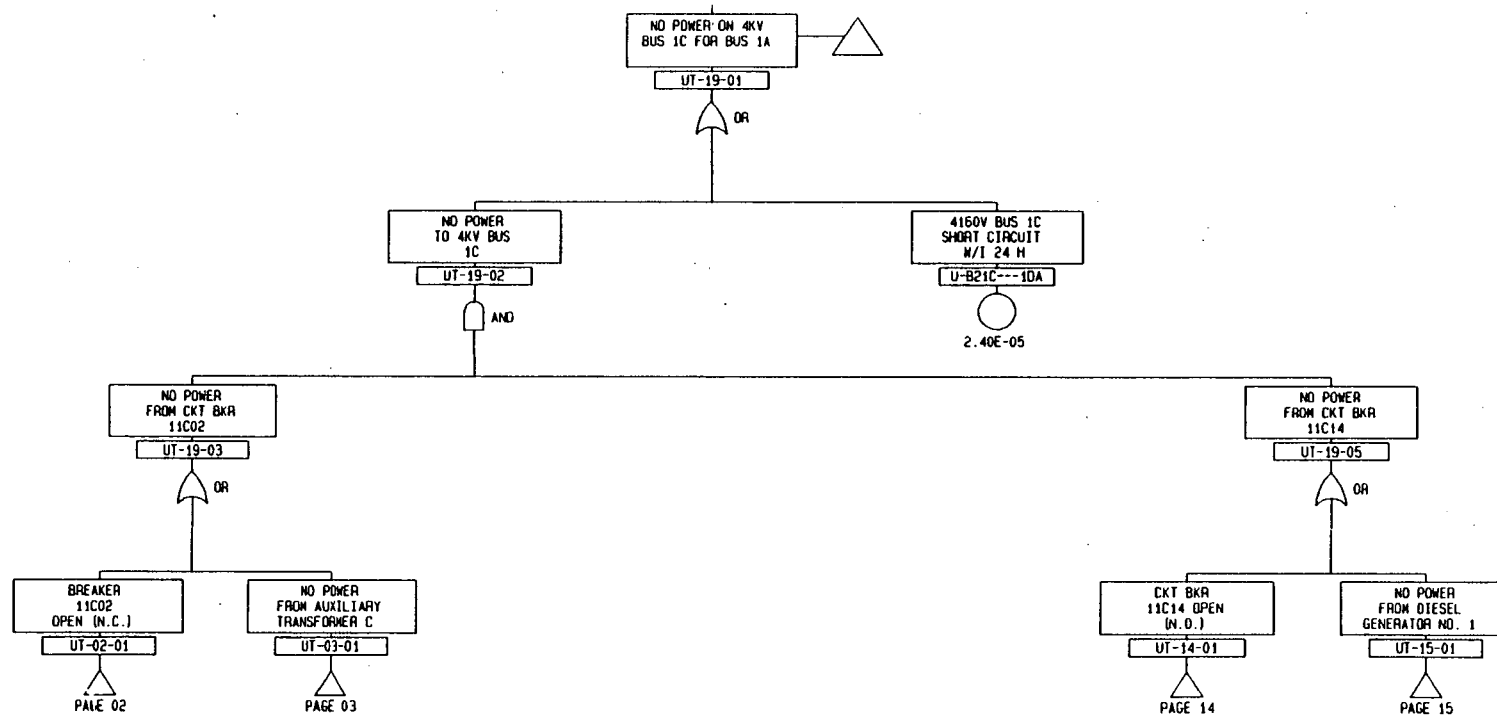 NO POWER ON 4KV
BUS 1C FOR BUS 1A
UT-19-01
OR
NO POWER
TO 4KV BUS
1C
UT-19-02
AND
4160V BUS 1C
SHORT CIRCUIT
W/I 24 H
U-B21C---1DA
2.40E-05
NO POWER
FROM CKT BKR
11C02
UT-19-03
OR
NO POWER
FROM CKT BKR
11C14
UT-19-05
OR
BREAKER
11C02
OPEN (N.C.)
UT-02-01
PAGE 02
NO POWER
FROM AUXILIARY
TRANSFORMER C
UT-03-01
PAGE 03
CKT BKR
11C14 OPEN
(N.O.)
UT-14-01
PAGE 14
NO POWER
FROM DIESEL
GENERATOR NO. 1
UT-15-01
PAGE 15